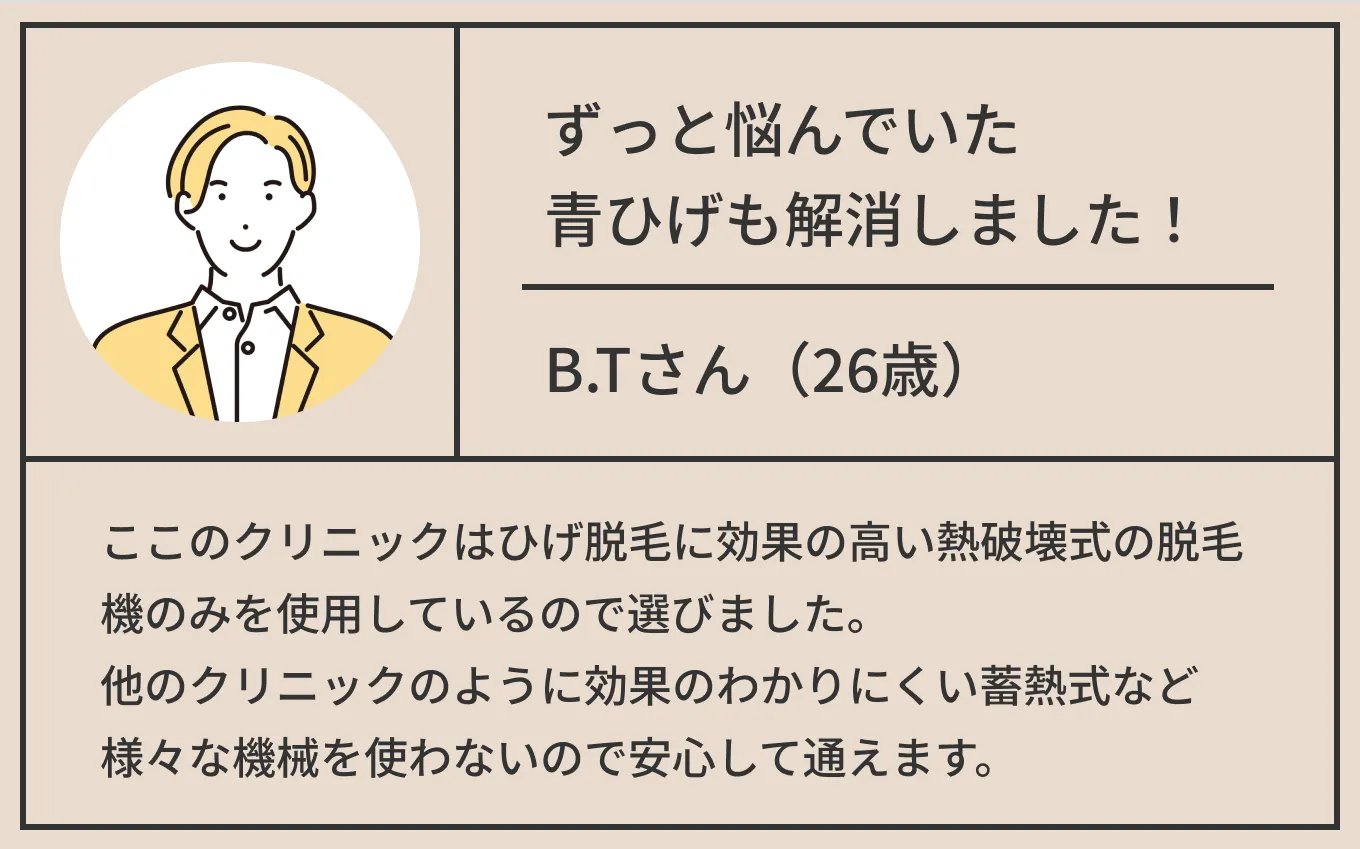 ずっと悩んでいた
青ひげも解消しました！
B.Tさん（26歳）
ここのクリニックはひげ脱毛に効果の高い熱破壊式の脱毛
機のみを使用しているので選びました。
他のクリニックのように効果のわかりにくい蓄熱式など
様々な機械を使わないので安心して通えます。